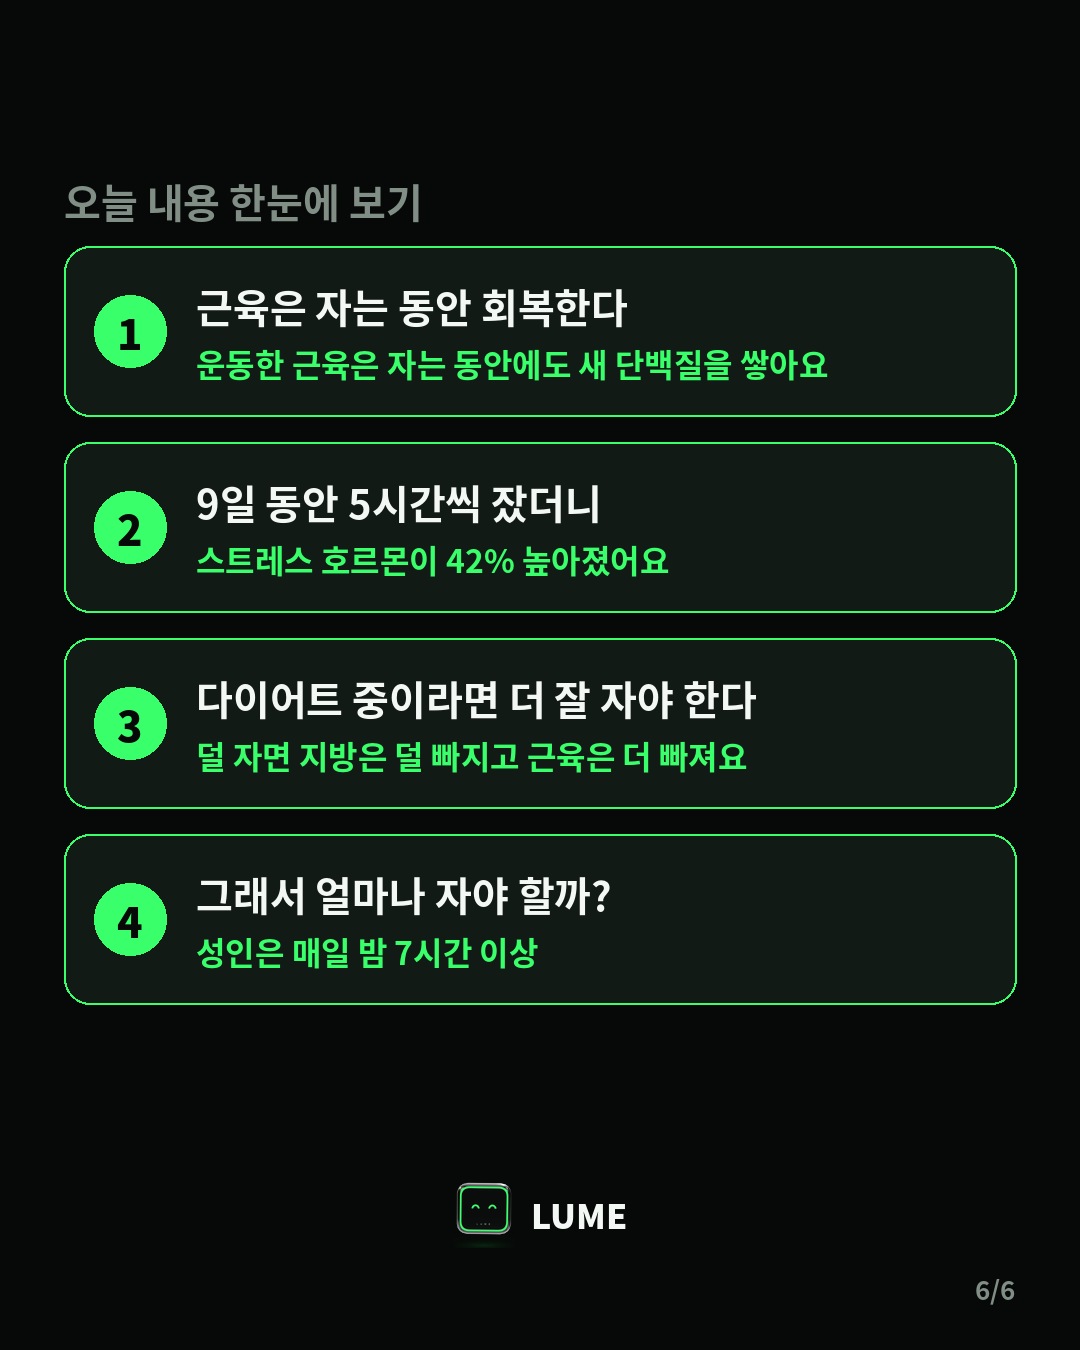 오늘 내용 한눈에 보기
1
근육은 자는 동안 회복한다
운동한 근육은 자는 동안에도 새 단백질을 쌓아요
2
9일 동안 5시간씩 잤더니
스트레스 호르몬이 42% 높아졌어요
3
다이어트 중이라면 더 잘 자야 한다
덜 자면 지방은 덜 빠지고 근육은 더 빠져요
4
그래서 얼마나 자야 할까?
성인은 매일 밤 7시간 이상
LUME
6/6